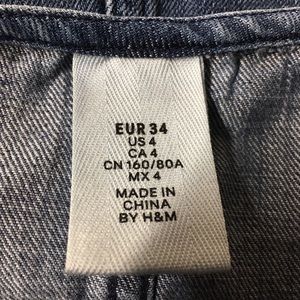 EUR 34
US 4
CA 4
CN 160/80A
MX 4
MADE IN
CHINA
BY H&M